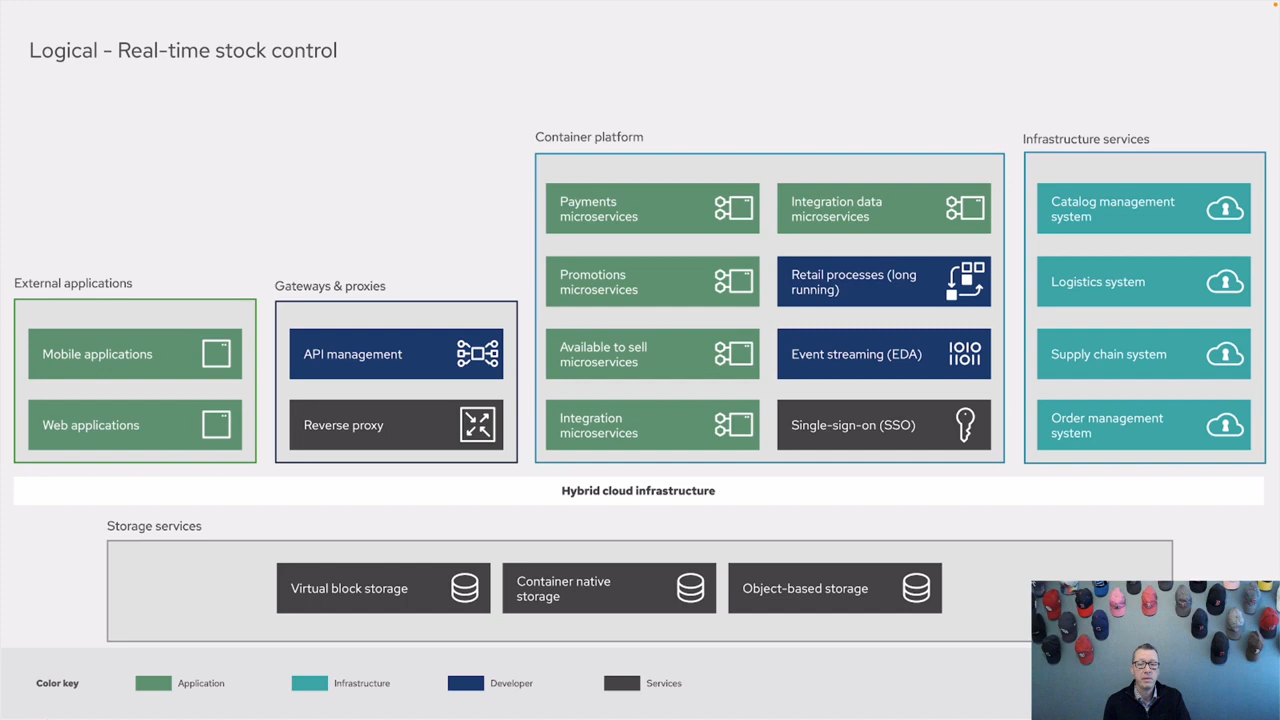 Logical - Real-time stock control
Container platform
Infrastructure services
Payments
microservices
Integration data
microservices
Catalog management
system
Promotions
microservices
Retail processes (long
running)
Logistics system
External applications
Gateways & proxies
Mobile applications
API management
Available to sell
microservices
Event streaming (EDA)
Supply chain system
Web applications
Reverse proxy
Integration
microservices
Single-sign-on (SSO)
Order management
system
Hybrid cloud infrastructure
Storage services
Virtual block storage
Container native
storage
Object-based storage
Color key
Application
Infrastructure
Developer
Services